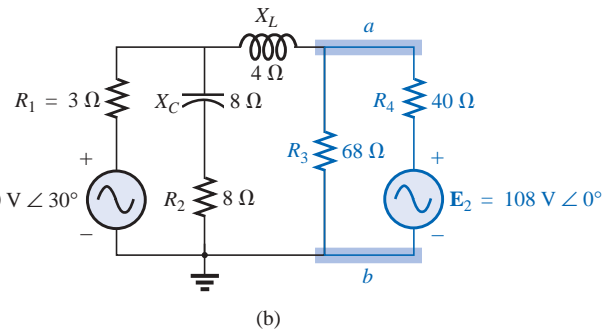 X_L
a
4 Ω
R_1 = 3 Ω
X_C
8 Ω
R_4
40 Ω
+
R_3
68 Ω
+
V ∠ 30°
R_2
8 Ω
E_2 = 108 V ∠ 0°
−
−
b
(b)